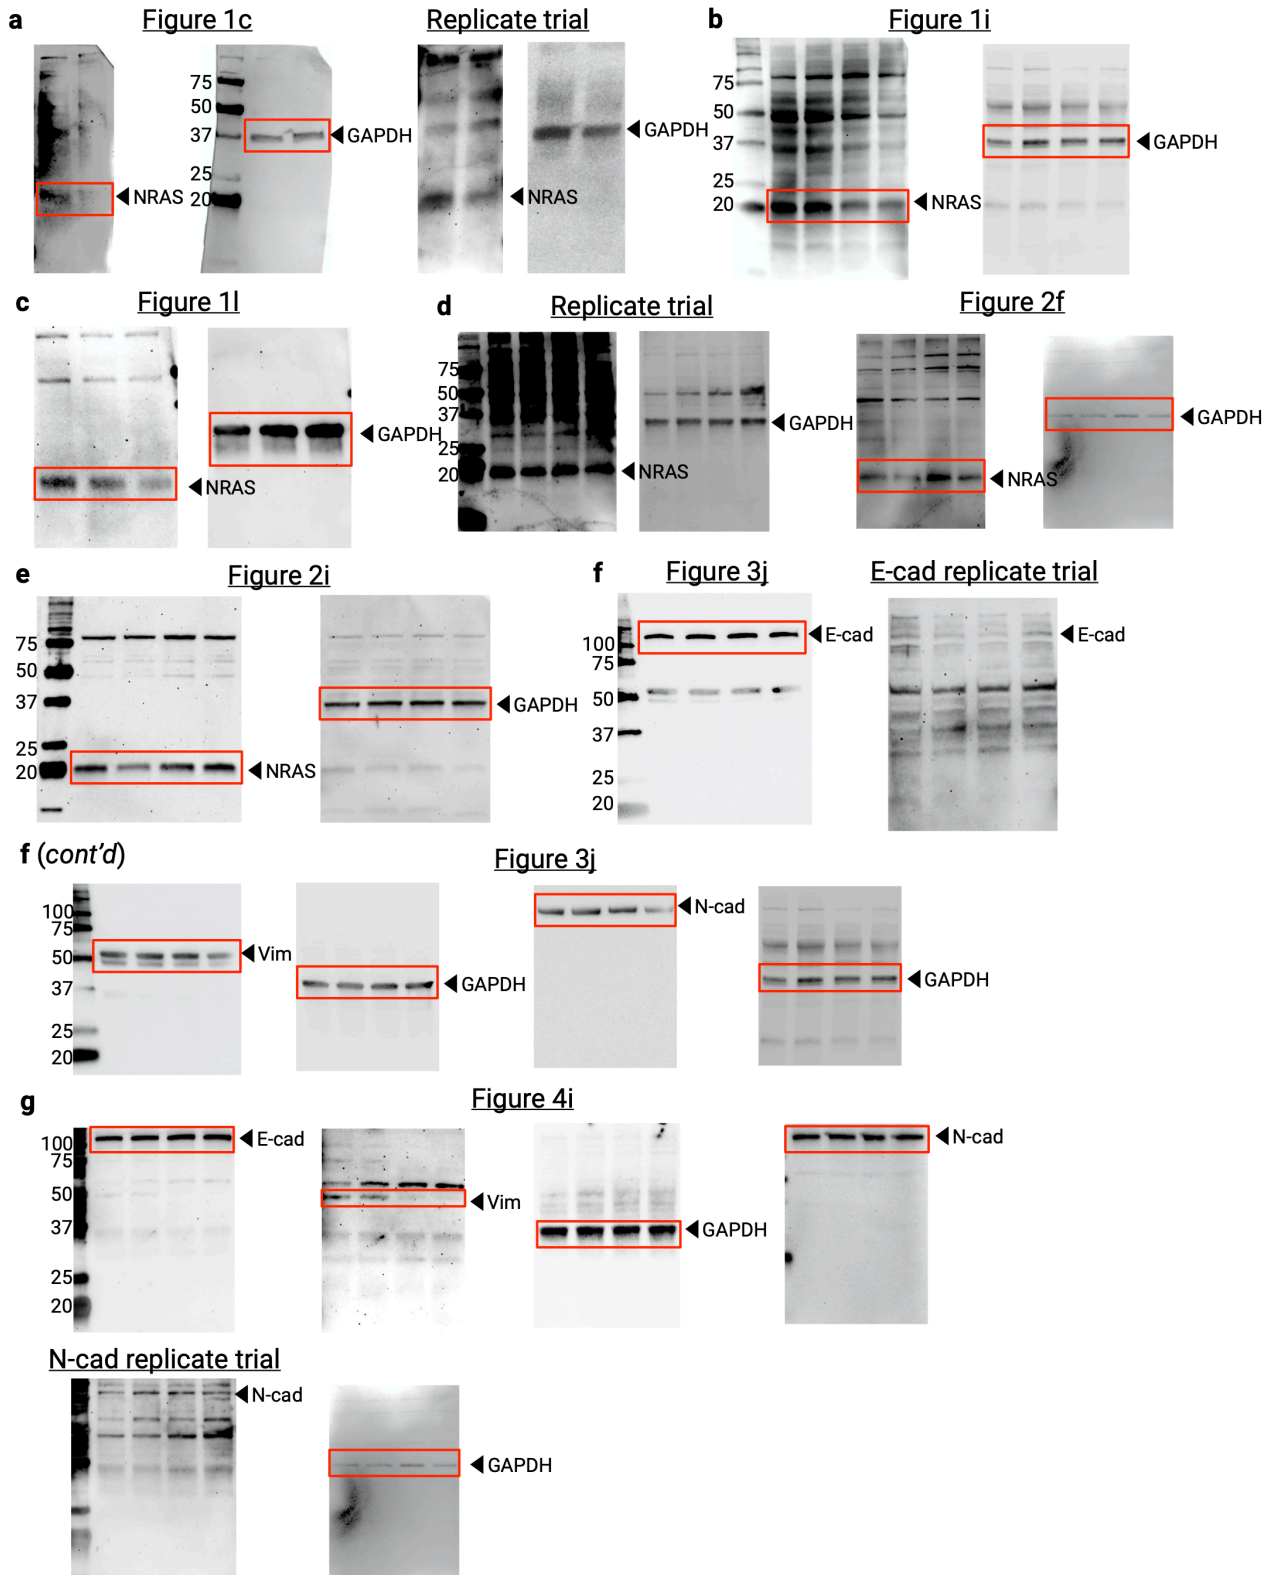 a
Figure 1c
Replicate trial
b
Figure 1i
75
50
37
25
20
NRAS
GAPDH
NRAS
GAPDH
75
50
37
25
20
NRAS
GAPDH
c
Figure 1l
NRAS
GAPDH
d
Replicate trial
Figure 2f
75
50
37
25
20
NRAS
GAPDH
NRAS
GAPDH
e
Figure 2i
75
50
37
25
20
NRAS
GAPDH
f
Figure 3j
E-cad replicate trial
100
75
50
37
25
20
E-cad
E-cad
f (cont'd)
Figure 3j
100
75
50
37
25
20
Vim
GAPDH
N-cad
GAPDH
g
Figure 4i
100
75
50
37
25
20
E-cad
Vim
GAPDH
N-cad
N-cad replicate trial
N-cad
GAPDH